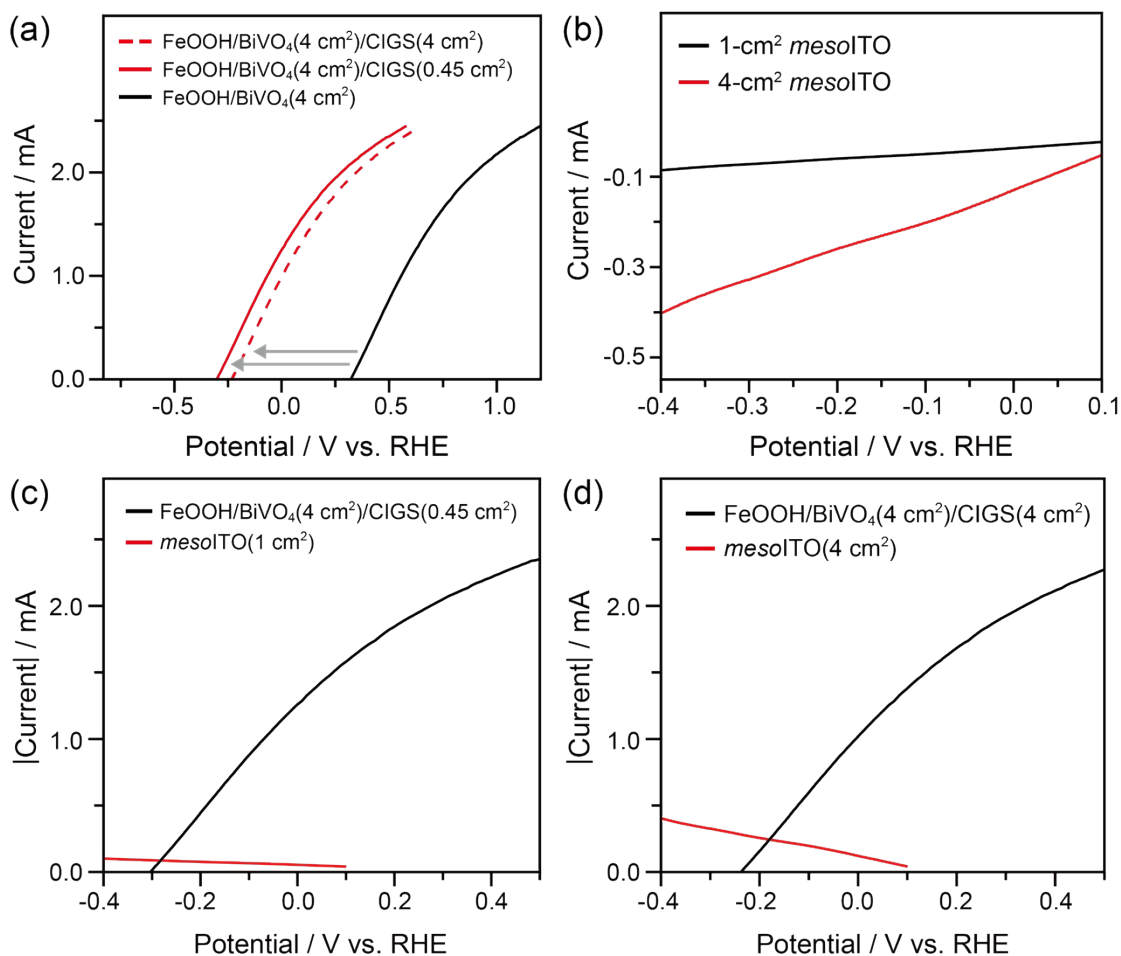 (a)
FeOOH/BiVO₄(4 cm²)/CIGS(4 cm²)
FeOOH/BiVO₄(4 cm²)/CIGS(0.45 cm²)
FeOOH/BiVO₄(4 cm²)
Current / mA
2.0
1.0
0.0
-0.5 0.0 0.5 1.0
Potential / V vs. RHE
(b)
1-cm² mesoITO
4-cm² mesoITO
Current / mA
-0.1
-0.3
-0.5
-0.4 -0.3 -0.2 -0.1 0.0 0.1
Potential / V vs. RHE
(c)
FeOOH/BiVO₄(4 cm²)/CIGS(0.45 cm²)
mesoITO(1 cm²)
|Current| / mA
2.0
1.0
0.0
-0.4 -0.2 0.0 0.2 0.4
Potential / V vs. RHE
(d)
FeOOH/BiVO₄(4 cm²)/CIGS(4 cm²)
mesoITO(4 cm²)
|Current| / mA
2.0
1.0
0.0
-0.4 -0.2 0.0 0.2 0.4
Potential / V vs. RHE